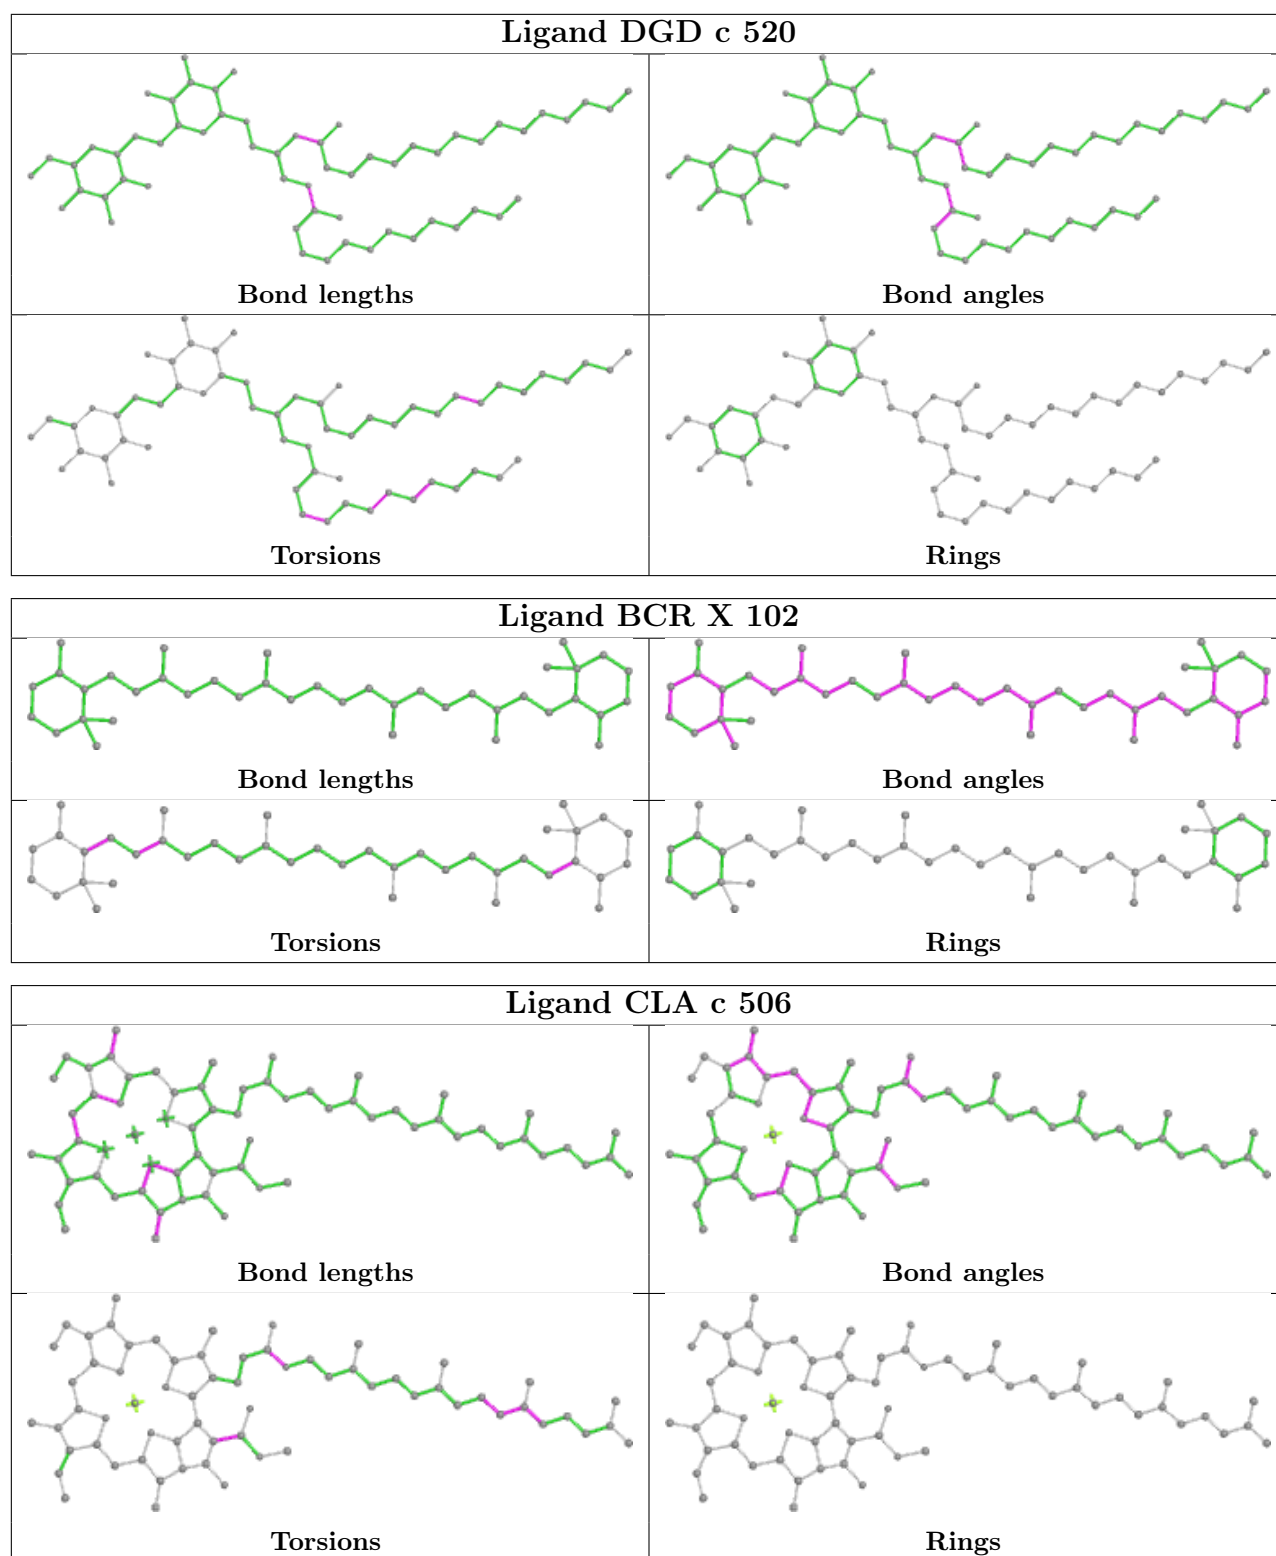 Ligand DGD c 520
Bond lengths
Bond angles
Torsions
Rings
Ligand BCR X 102
Bond lengths
Bond angles
Torsions
Rings
Ligand CLA c 506
Bond lengths
Bond angles
Torsions
Rings